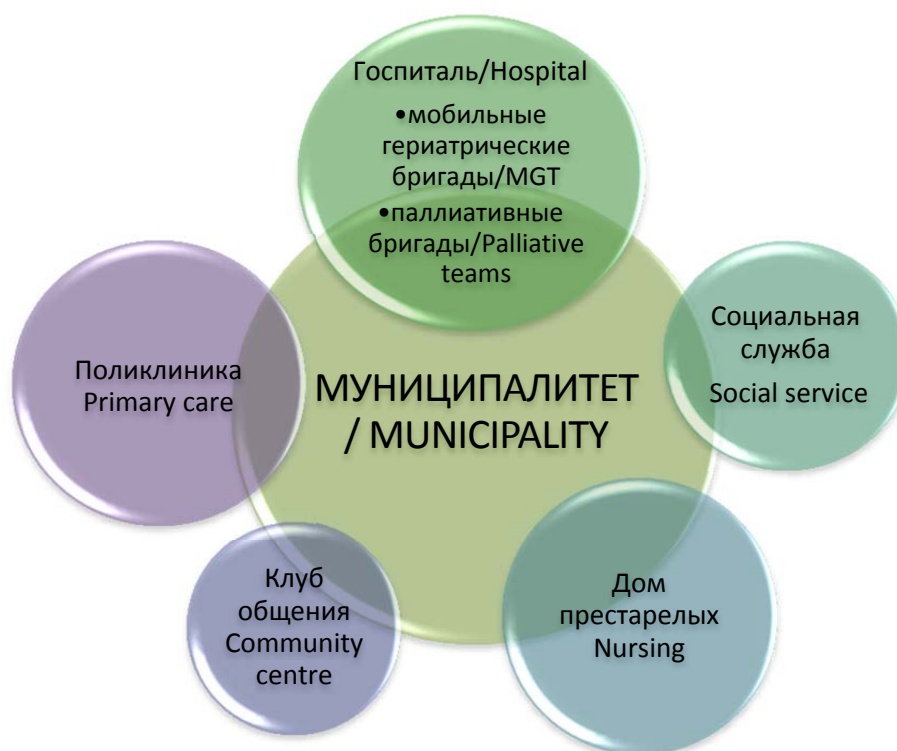 Госпиталь/Hospital
•мобильные
гериатрические
бригады/MGT
•паллиативные
бригады/Palliative
teams
Социальная
служба
Social service
Поликлиника
Primary care
МУНИЦИПАЛИТЕТ
/ MUNICIPALITY
Клуб
общения
Community
centre
Дом
престарелых
Nursing